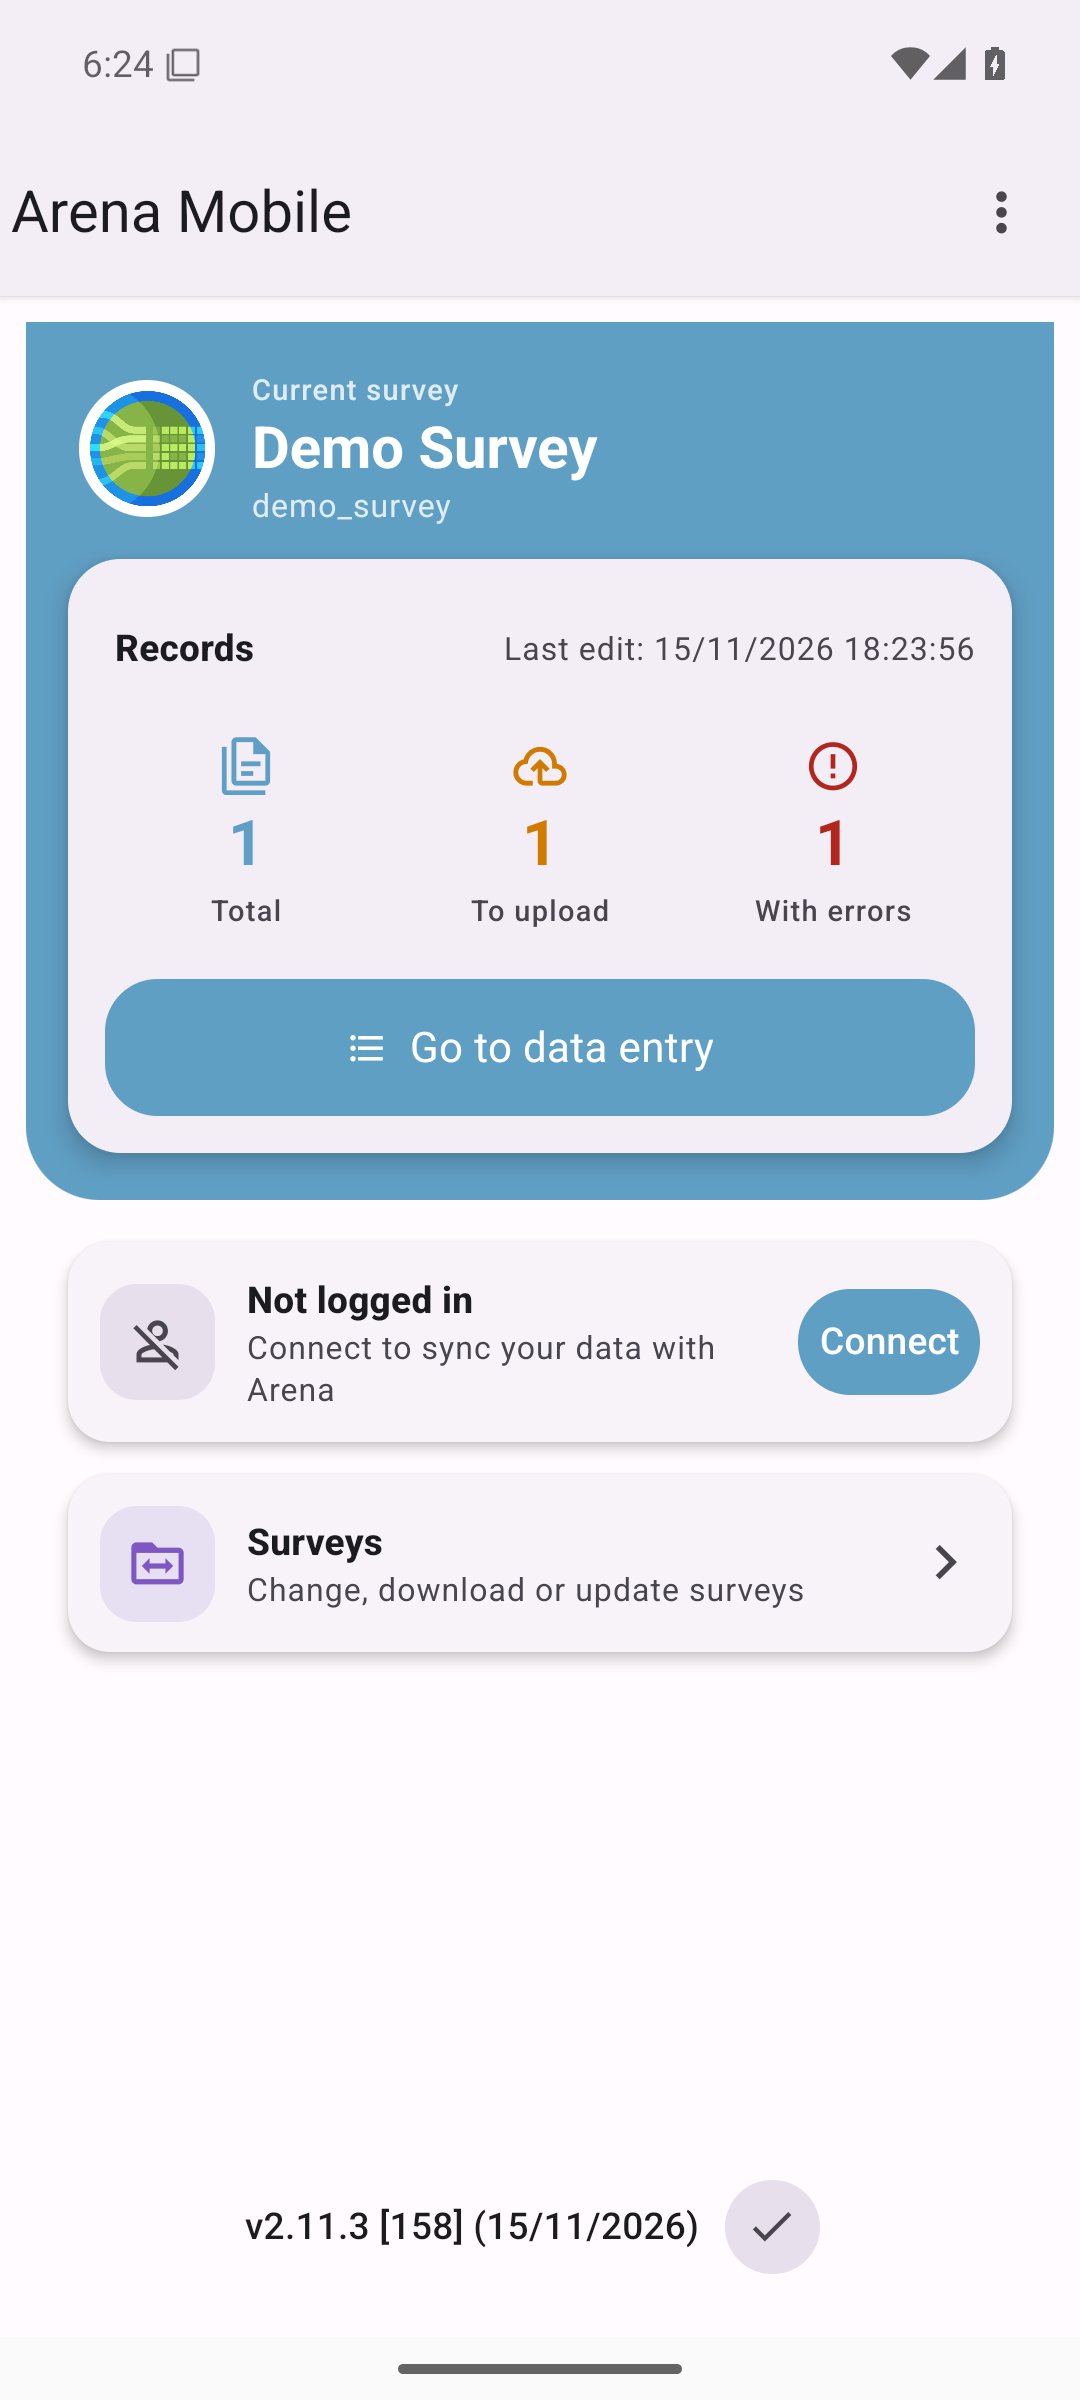 6:24
Arena Mobile
Current survey
Demo Survey
demo_survey
Records
Last edit: 15/11/2026 18:23:56
1
1
1
Total
To upload
With errors
Go to data entry
Not logged in
Connect to sync your data with
Arena
Connect
Surveys
Change, download or update surveys
v2.11.3 [158] (15/11/2026)